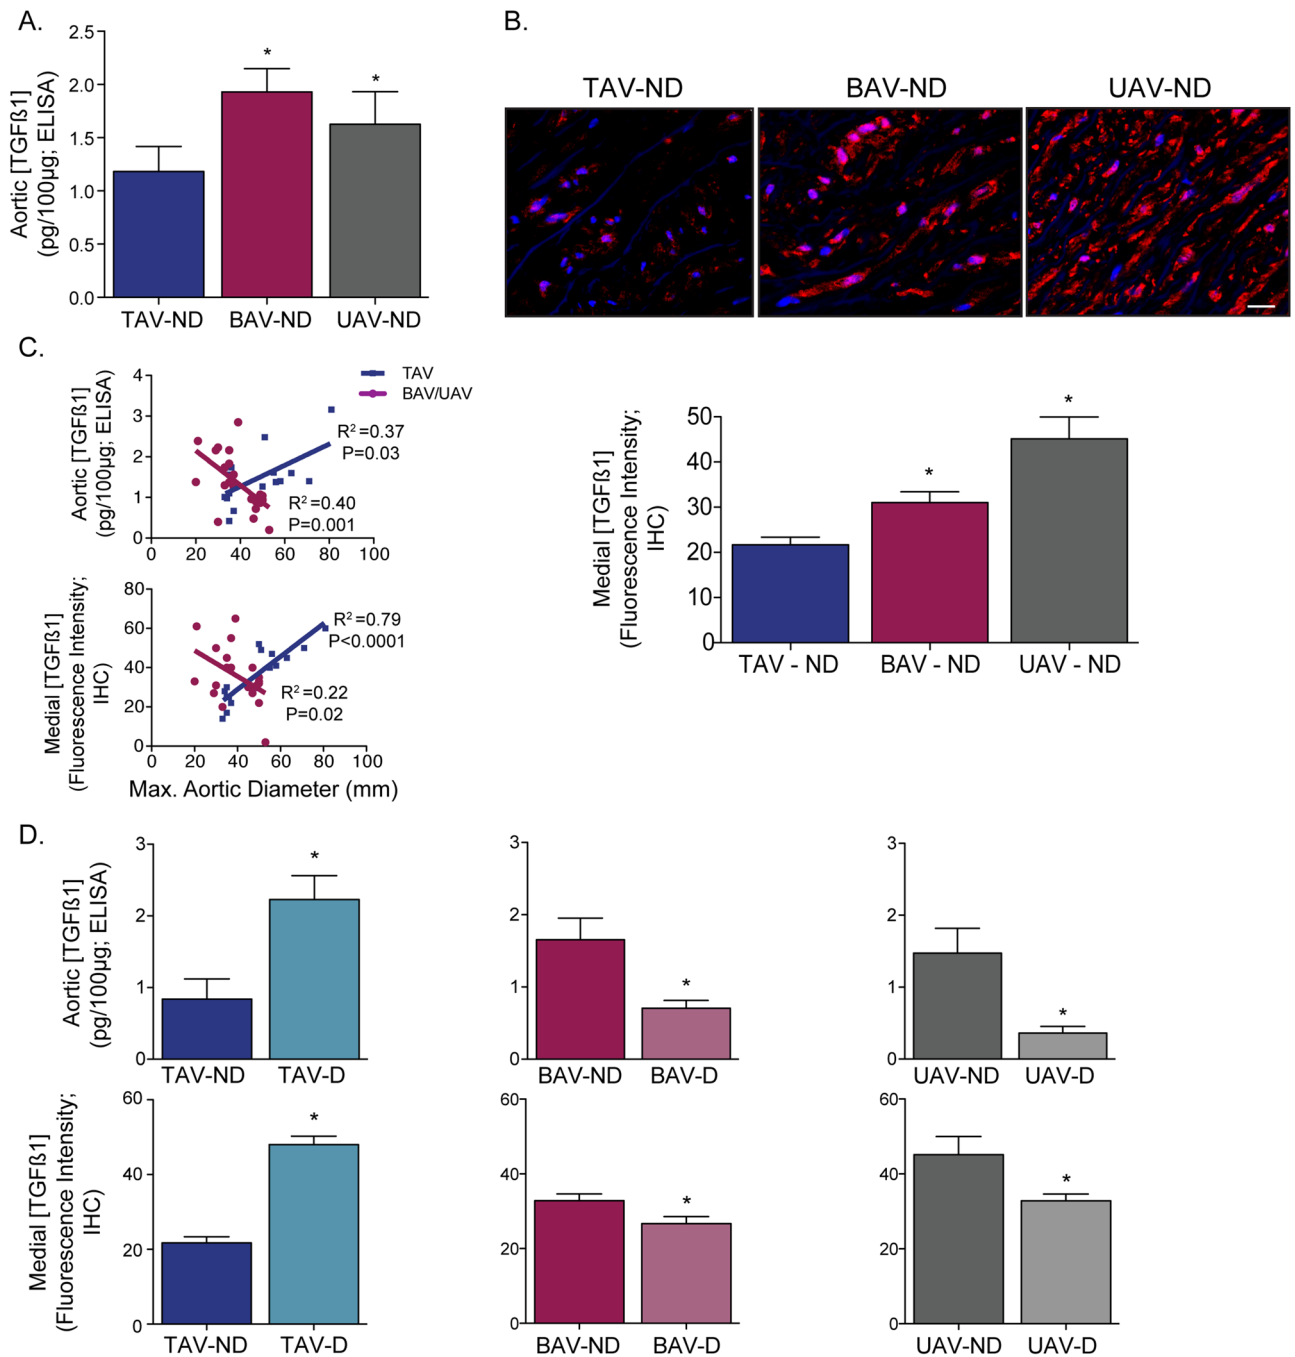 A.
Aortic [TGFß1]
(pg/100µg; ELISA)
2.5
2.0
1.5
1.0
0.5
0.0
*
*
TAV-ND BAV-ND UAV-ND
B.
TAV-ND BAV-ND UAV-ND
Medial [TGFß1]
(Fluorescence Intensity;
IHC)
50
40
30
20
10
0
*
*
TAV - ND BAV - ND UAV - ND
C.
Aortic [TGFß1]
(pg/100µg; ELISA)
4
3
2
1
0
TAV
BAV/UAV
R²=0.37
P=0.03
R²=0.40
P=0.001
0 20 40 60 80 100
Medial [TGFß1]
(Fluorescence Intensity;
IHC)
80
60
40
20
0
R²=0.79
P<0.0001
R²=0.22
P=0.02
0 20 40 60 80 100
Max. Aortic Diameter (mm)
D.
Aortic [TGFß1]
(pg/100µg; ELISA)
3
2
1
0
*
TAV-ND TAV-D
3
2
1
0
*
BAV-ND BAV-D
3
2
1
0
*
UAV-ND UAV-D
Medial [TGFß1]
(Fluorescence Intensity;
IHC)
60
40
20
0
*
TAV-ND TAV-D
60
40
20
0
*
BAV-ND BAV-D
60
40
20
0
*
UAV-ND UAV-D